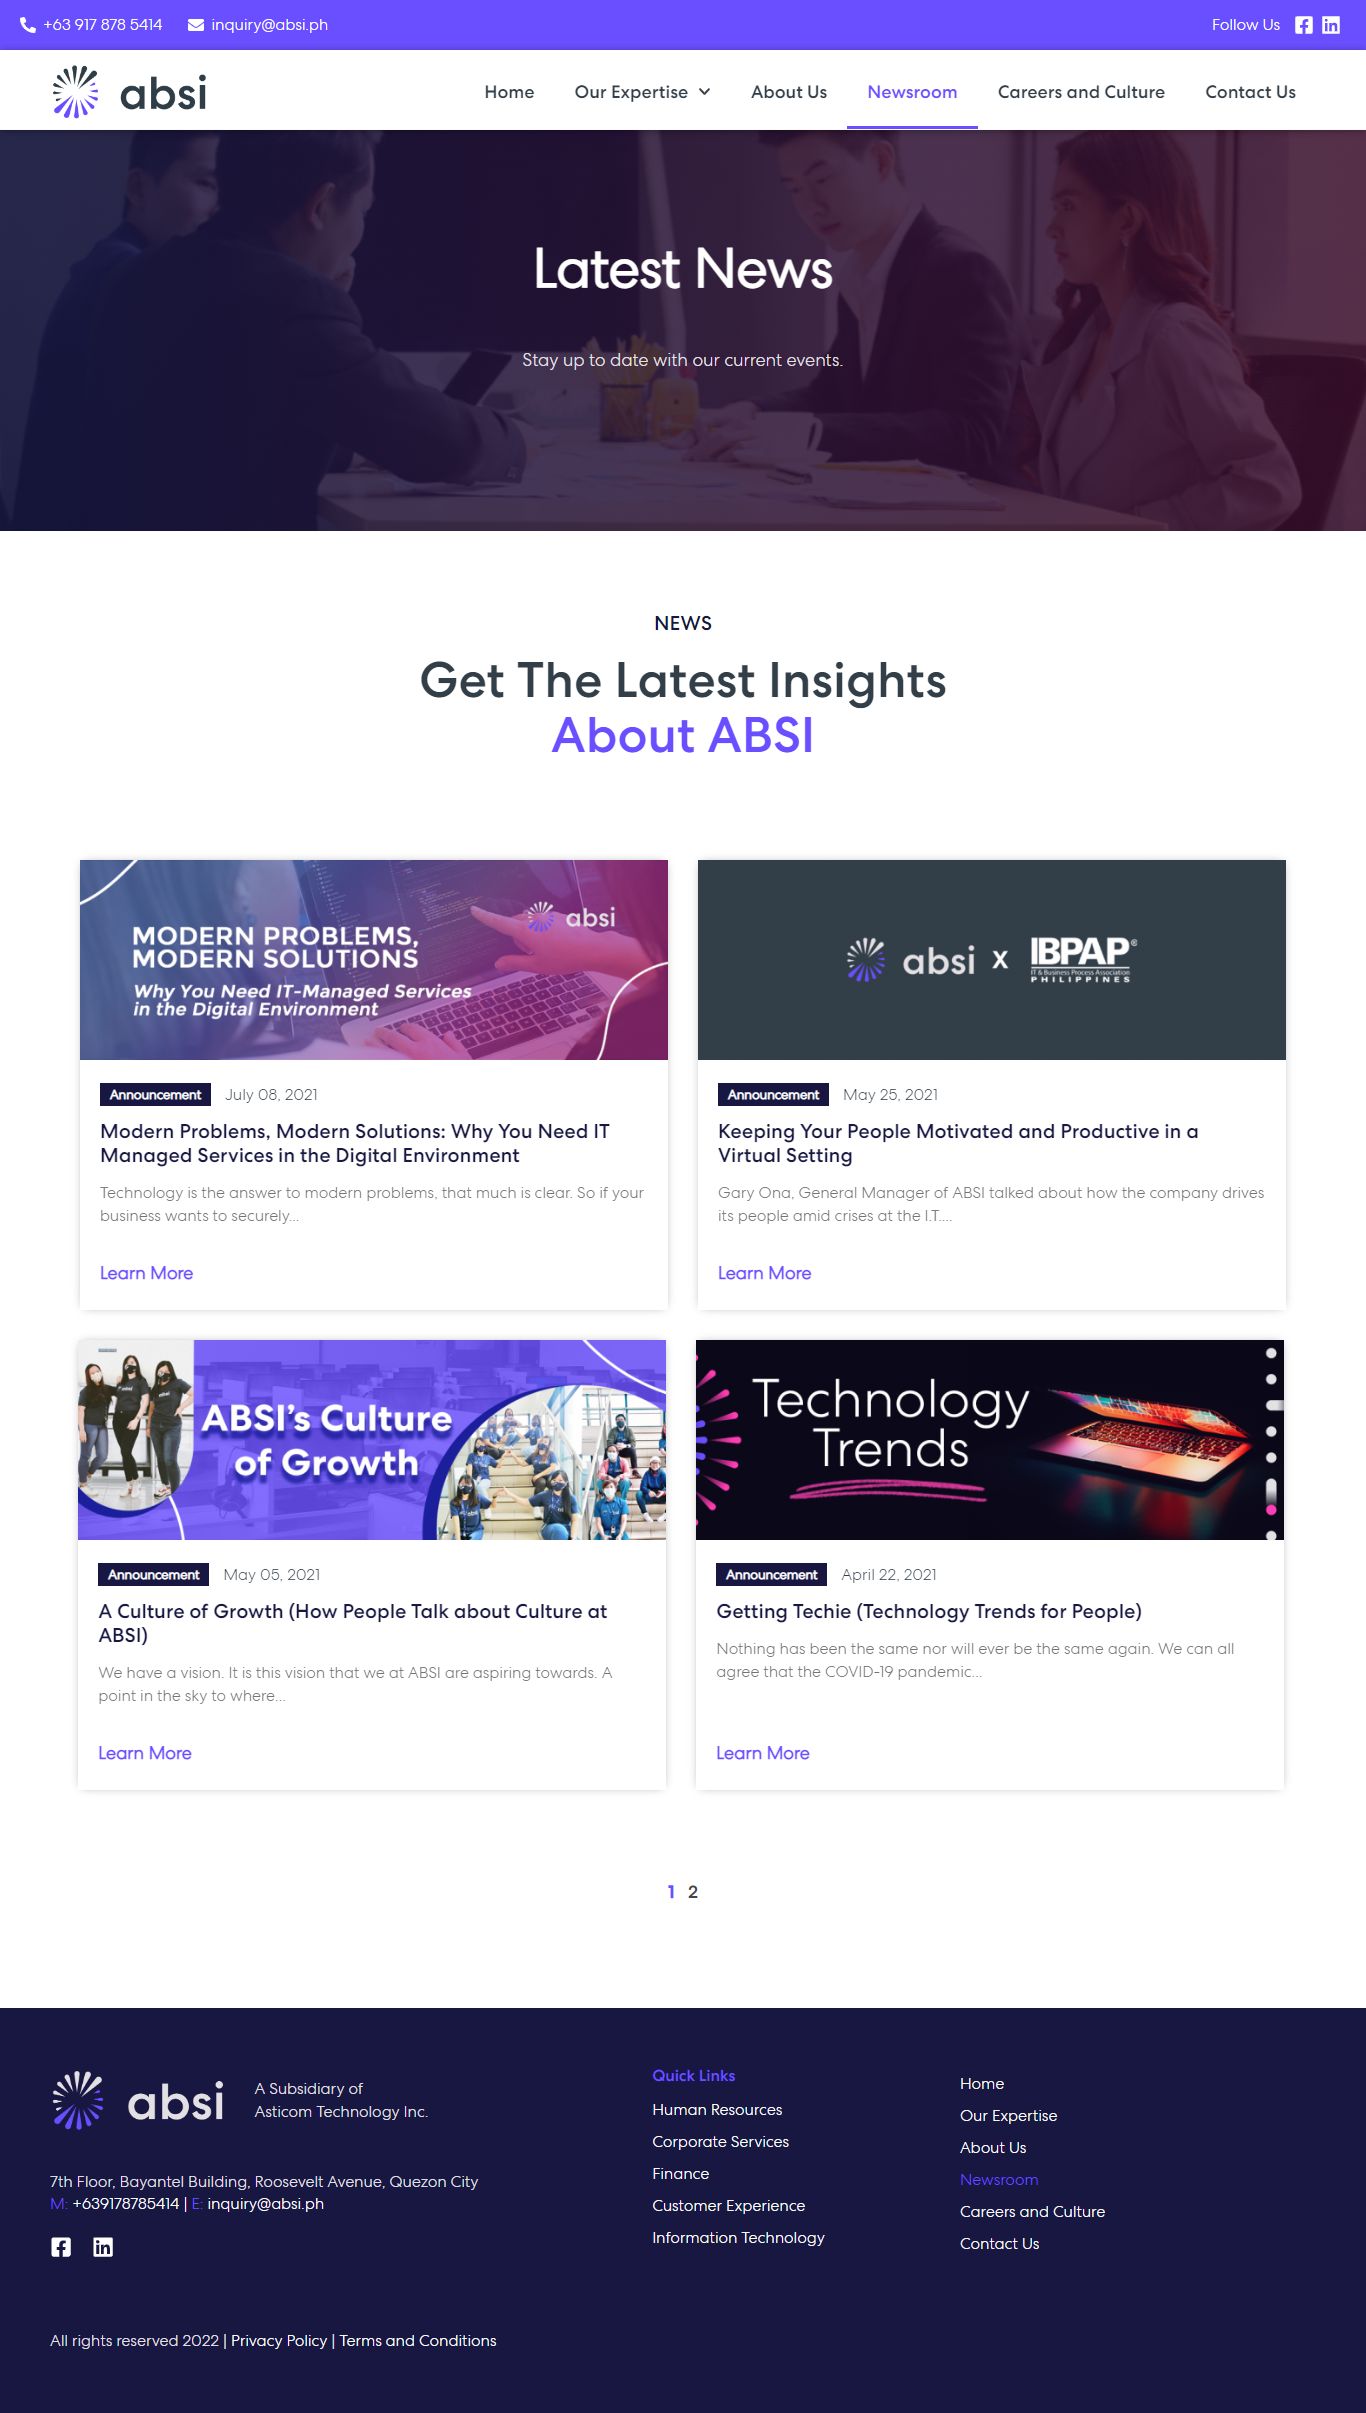 +63 917 878 5414
inquiry@absi.ph
Follow Us
absi
Home
Our Expertise
About Us
Newsroom
Careers and Culture
Contact Us
Latest News
Stay up to date with our current events.
NEWS
Get The Latest Insights
About ABSI
absi
MODERN PROBLEMS,
MODERN SOLUTIONS
Why You Need IT-Managed Services
in the Digital Environment
Announcement
July 08, 2021
Modern Problems, Modern Solutions: Why You Need IT
Managed Services in the Digital Environment
Technology is the answer to modern problems, that much is clear. So if your
business wants to securely...
Learn More
absi x IBPAP®
IT & Business Process Association
PHILIPPINES
Announcement
May 25, 2021
Keeping Your People Motivated and Productive in a
Virtual Setting
Gary Ona, General Manager of ABSI talked about how the company drives
its people amid crises at the I.T....
Learn More
ABSI's Culture
of Growth
Announcement
May 05, 2021
A Culture of Growth (How People Talk about Culture at
ABSI)
We have a vision. It is this vision that we at ABSI are aspiring towards. A
point in the sky to where...
Learn More
Technology
Trends
Announcement
April 22, 2021
Getting Techie (Technology Trends for People)
Nothing has been the same nor will ever be the same again. We can all
agree that the COVID-19 pandemic...
Learn More
1 2
absi
A Subsidiary of
Asticom Technology Inc.
7th Floor, Bayantel Building, Roosevelt Avenue, Quezon City
M: +639178785414 | E: inquiry@absi.ph
Quick Links
Human Resources
Corporate Services
Finance
Customer Experience
Information Technology
Home
Our Expertise
About Us
Newsroom
Careers and Culture
Contact Us
All rights reserved 2022 | Privacy Policy | Terms and Conditions